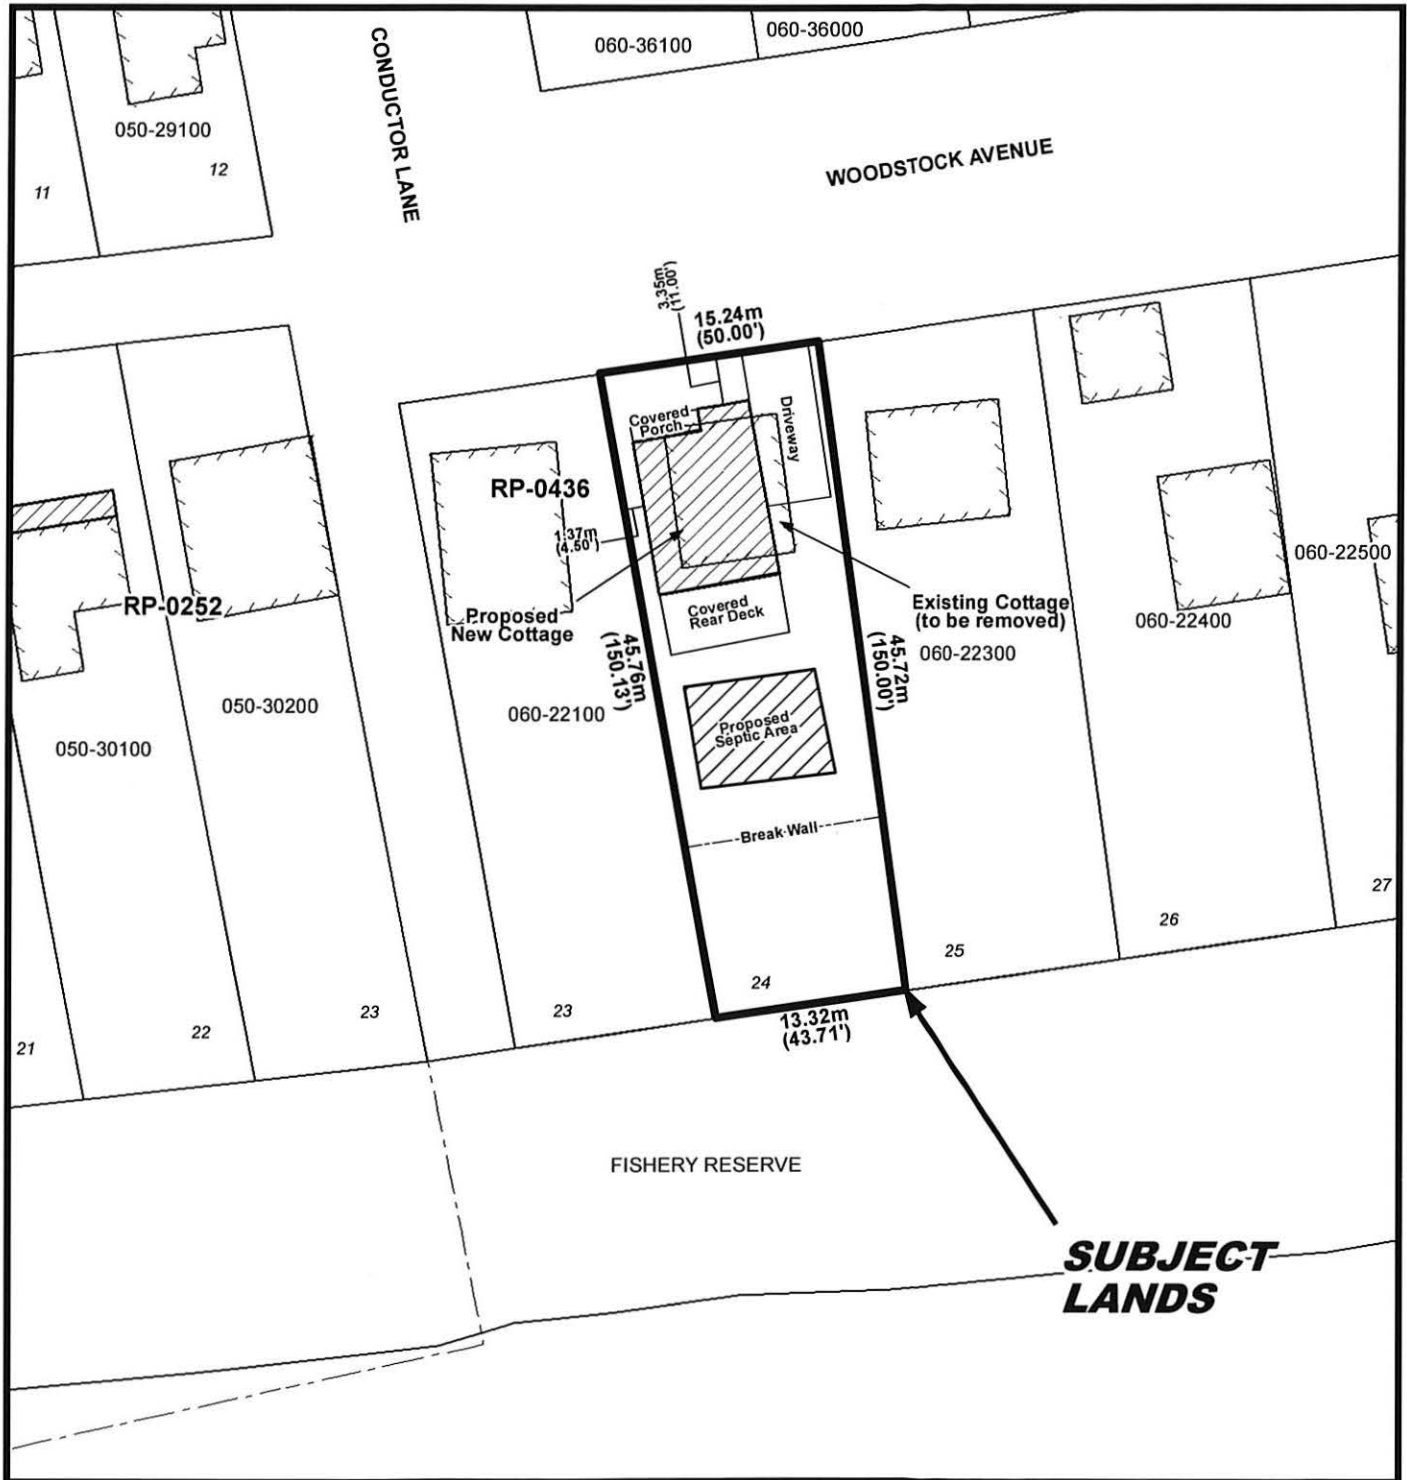 060-36100
060-36000
CONDUCTOR LANE
050-29100
12
11
WOODSTOCK AVENUE
3.35m
(11.00')
15.24m
(50.00')
Covered
Porch
Driveway
RP-0436
1.37m
(4.50')
Proposed
New Cottage
Covered
Rear Deck
Existing Cottage
(to be removed)
060-22500
060-22400
060-22300
RP-0252
45.76m
(150.13')
45.72m
(150.00')
050-30200
050-30100
060-22100
Proposed
Septic Area
Break Wall
27
26
25
24
23
23
22
21
13.32m
(43.71')
FISHERY RESERVE
SUBJECT
LANDS